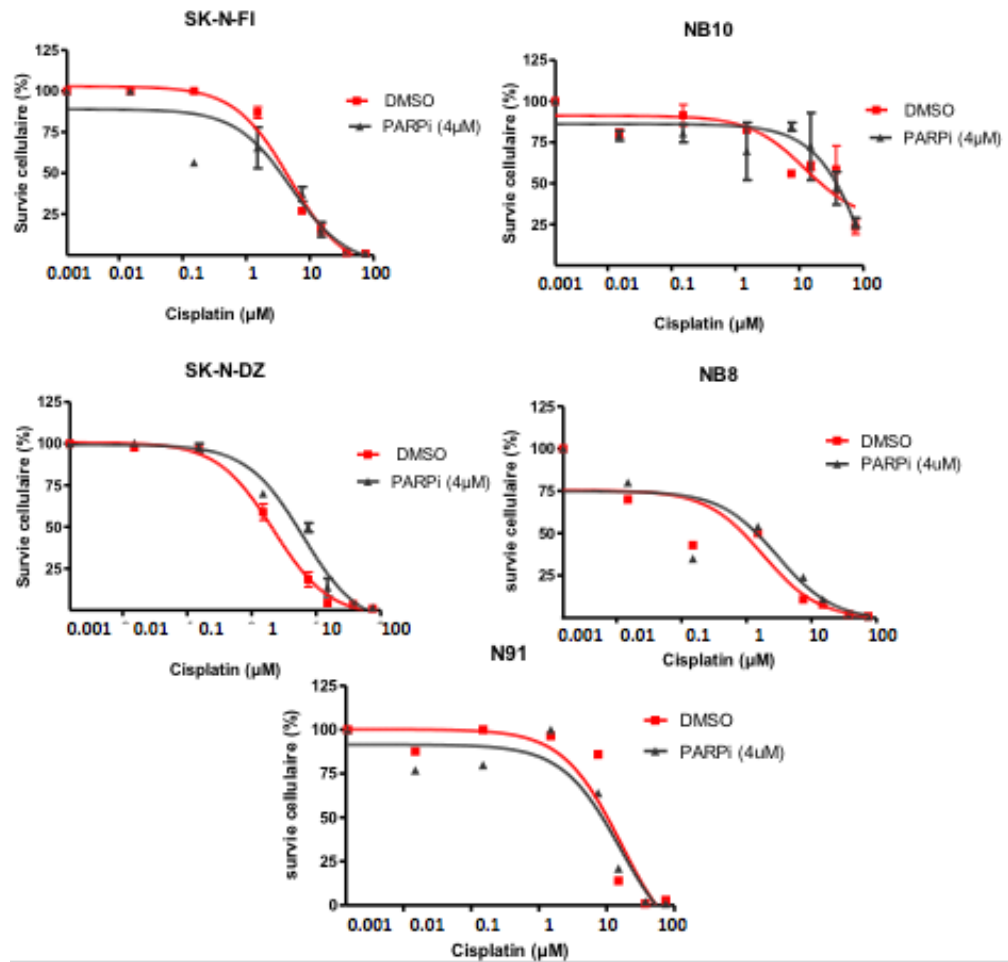 SK-N-FI
125
100
75
50
25
Survie cellulaire (%)
0.001 0.01 0.1 1 10 100
Cisplatin (µM)
DMSO
PARPi (4µM)
NB10
125
100
75
50
25
Survie cellulaire (%)
0.001 0.01 0.1 1 10 100
Cisplatin (µM)
DMSO
PARPi (4µM)
SK-N-DZ
125
100
75
50
25
0
Survie cellulaire (%)
0.001 0.01 0.1 1 10 100
Cisplatin (µM)
DMSO
PARPi (4µM)
NB8
125
100
75
50
25
survie cellulaire (%)
0.001 0.01 0.1 1 10 100
Cisplatin (µM)
DMSO
PARPi (4uM)
N91
125
100
75
50
25
0
survie cellulaire (%)
0.001 0.01 0.1 1 10 100
Cisplatin (µM)
DMSO
PARPi (4uM)